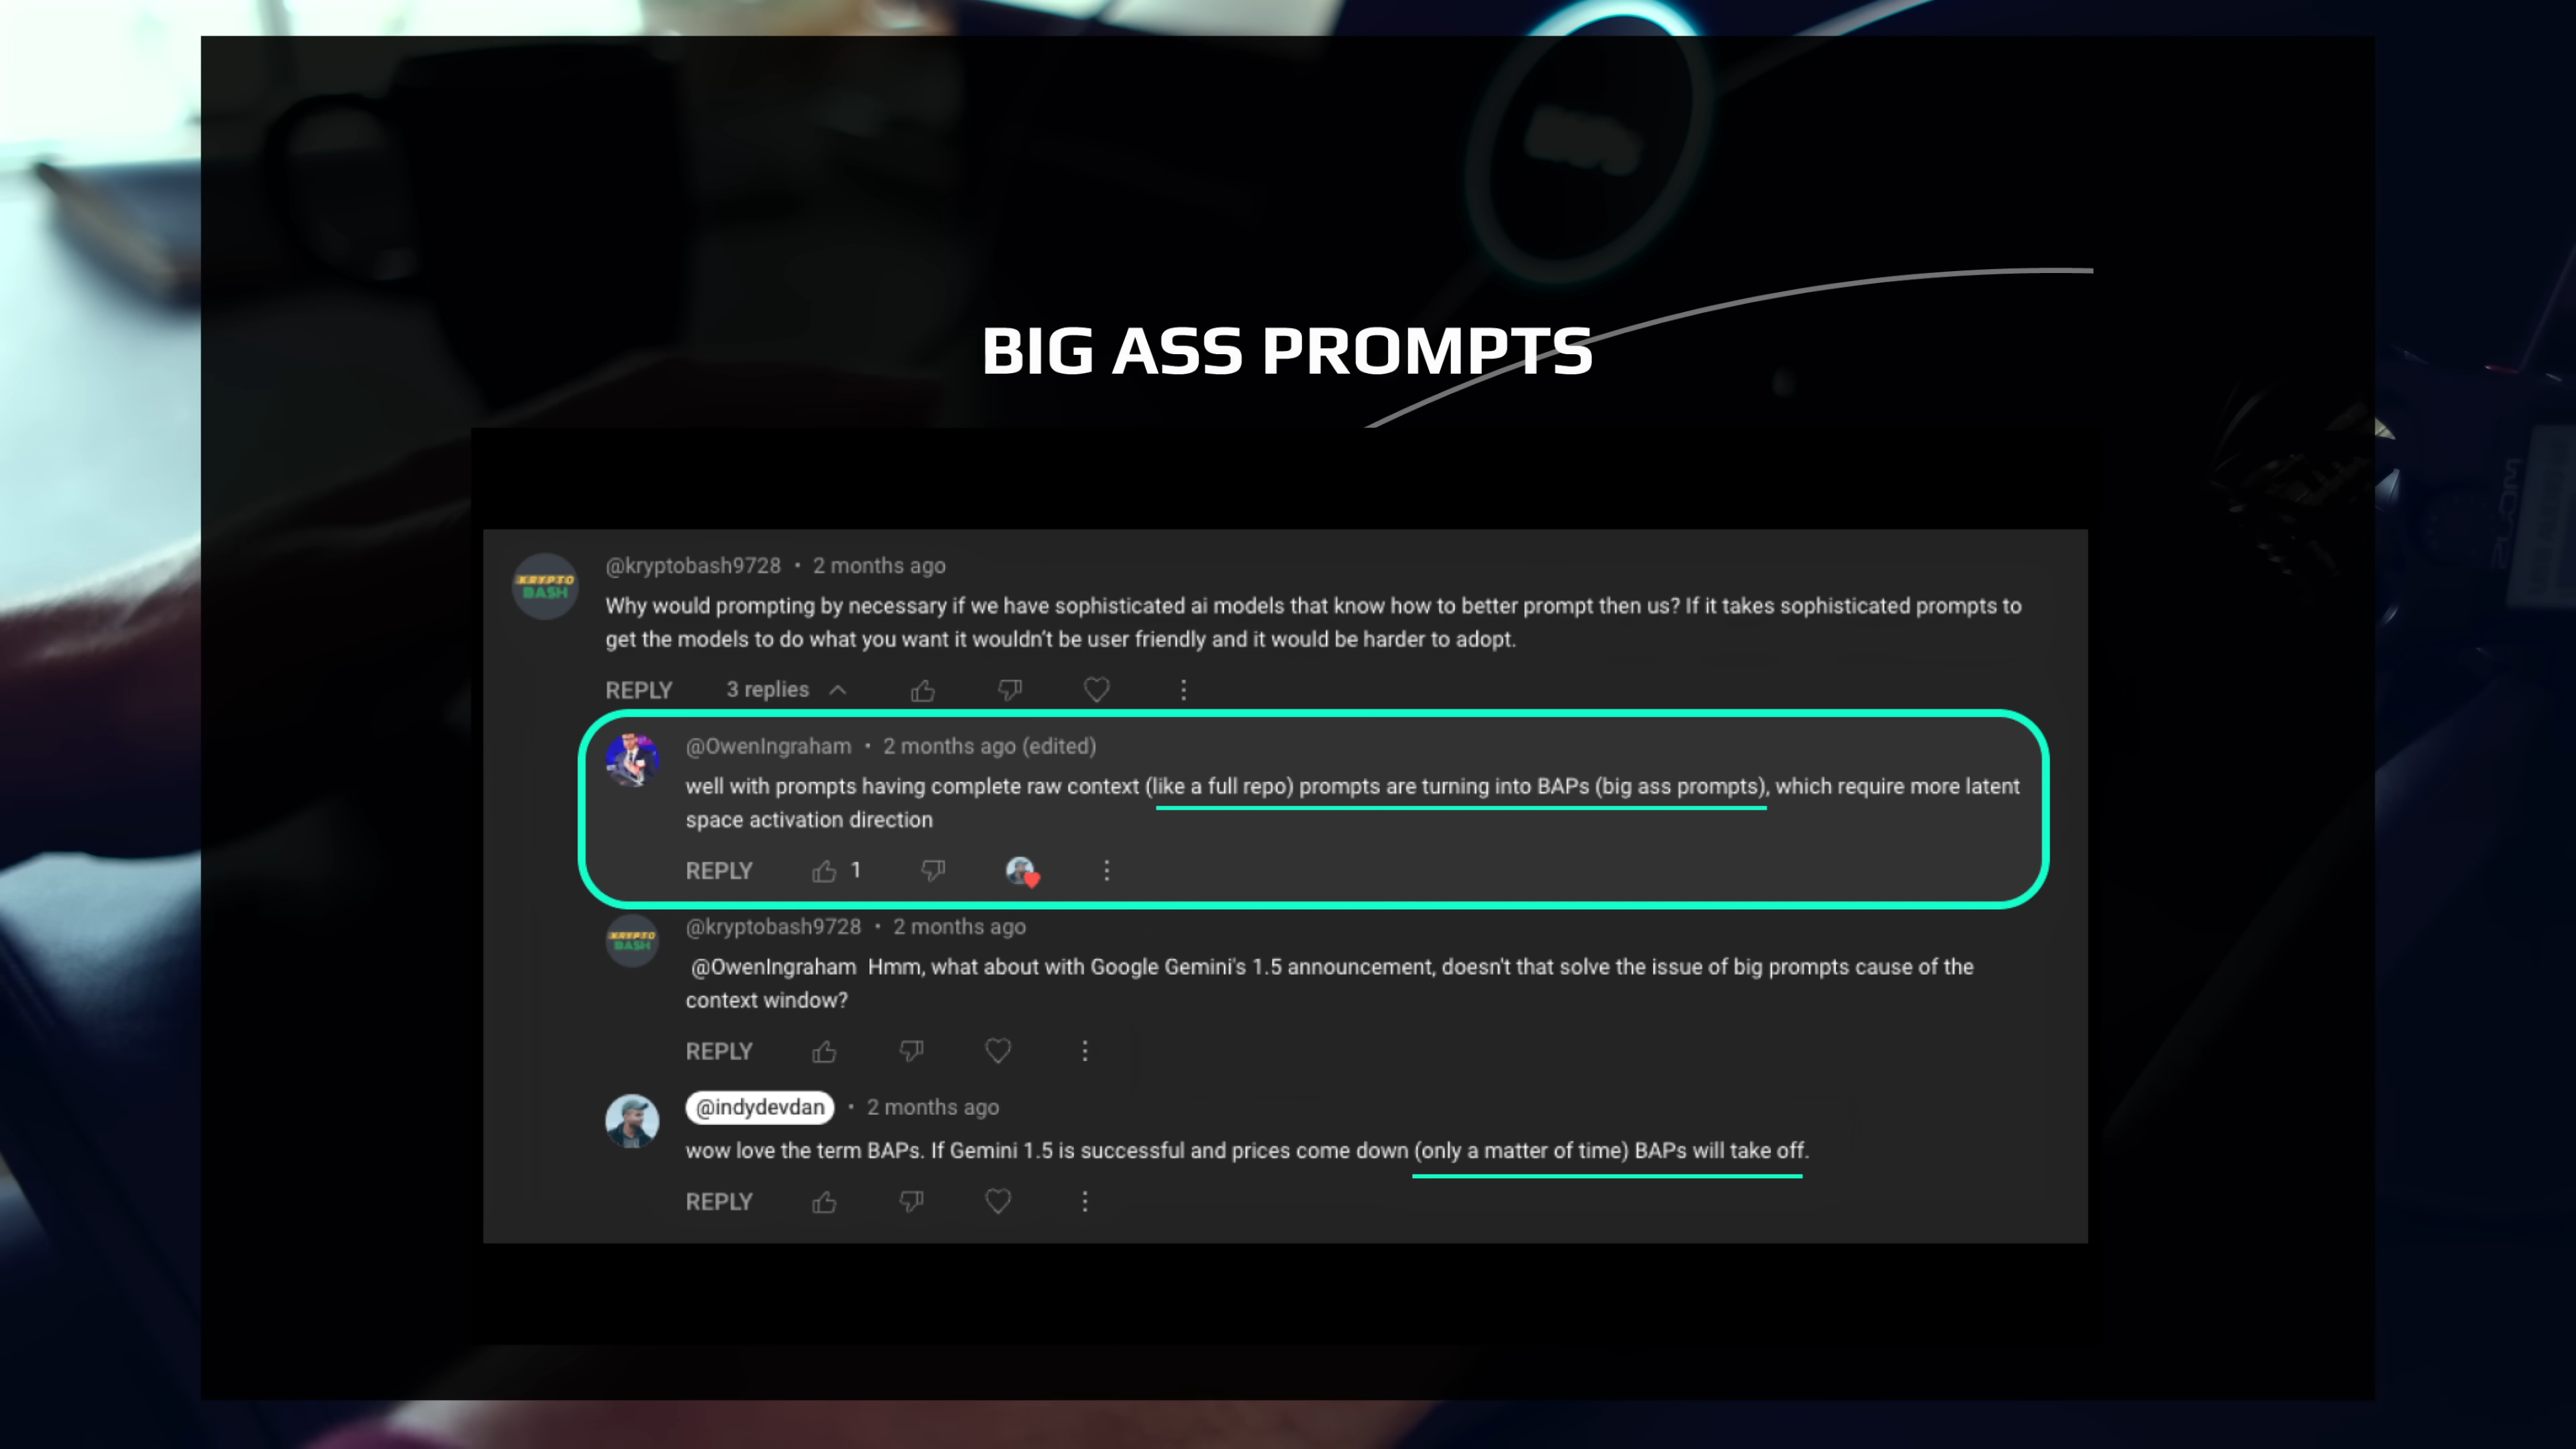 BIG ASS PROMPTS
KRYPTO
BASH
@kryptobash9728 • 2 months ago
Why would prompting by necessary if we have sophisticated ai models that know how to better prompt then us? If it takes sophisticated prompts to
get the models to do what you want it wouldn't be user friendly and it would be harder to adopt.
REPLY 3 replies
@OwenIngraham • 2 months ago (edited)
well with prompts having complete raw context (like a full repo) prompts are turning into BAPs (big ass prompts), which require more latent
space activation direction
REPLY 1
KRYPTO
BASH
@kryptobash9728 • 2 months ago
@OwenIngraham Hmm, what about with Google Gemini's 1.5 announcement, doesn't that solve the issue of big prompts cause of the
context window?
REPLY
@indydevdan • 2 months ago
wow love the term BAPs. If Gemini 1.5 is successful and prices come down (only a matter of time) BAPs will take off.
REPLY